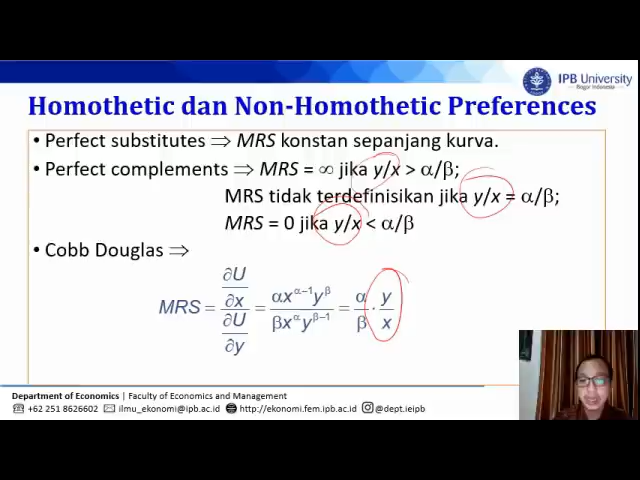 IPB University
Bogor Indonesia
Homothetic dan Non-Homothetic Preferences
• Perfect substitutes ⇒ MRS konstan sepanjang kurva.
• Perfect complements ⇒ MRS = ∞ jika y/x > α/β;
MRS tidak terdefinisikan jika y/x = α/β;
MRS = 0 jika y/x < α/β
• Cobb Douglas ⇒
MRS = (∂U/∂x)/(∂U/∂y) = (αx^(α−1)y^β)/(βx^αy^(β−1)) = α/β · y/x
Department of Economics | Faculty of Economics and Management
+62 251 8626602 ilmu_ekonomi@ipb.ac.id http://ekonomi.fem.ipb.ac.id @dept.ieipb